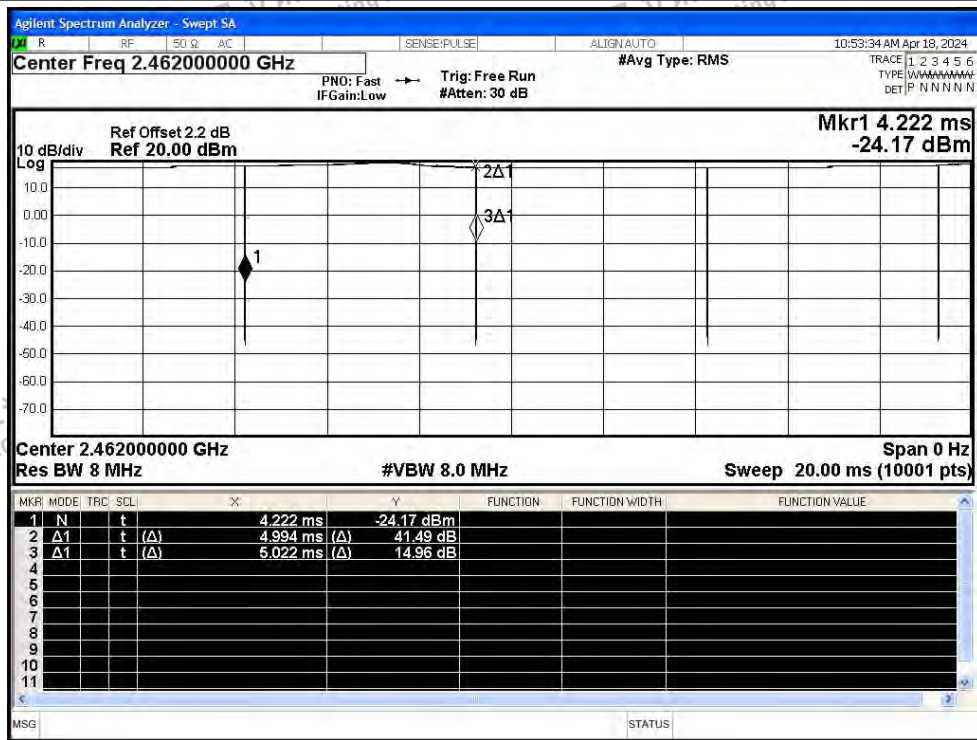 Agilent Spectrum Analyzer - Swept SA
LXI R RF 50 Ω AC SENSE:PULSE ALIGN AUTO 10:53:34 AM Apr 18, 2024
Center Freq 2.462000000 GHz
PNO: Fast
IFGain:Low
Trig: Free Run
#Atten: 30 dB
#Avg Type: RMS
TRACE 1 2 3 4 5 6
TYPE WWWWWW
DET P N N N N N
Mkr1 4.222 ms
-24.17 dBm
Ref Offset 2.2 dB
10 dB/div Ref 20.00 dBm
Log
10.0
0.00
-10.0
-20.0
-30.0
-40.0
-50.0
-60.0
-70.0
2Δ1
3Δ1
1
Center 2.462000000 GHz Span 0 Hz
Res BW 8 MHz #VBW 8.0 MHz Sweep 20.00 ms (10001 pts)
MKR MODE TRC SCL X Y FUNCTION FUNCTION WIDTH FUNCTION VALUE
1 N t 4.222 ms -24.17 dBm
2 Δ1 t (Δ) 4.994 ms (Δ) 41.49 dB
3 Δ1 t (Δ) 5.022 ms (Δ) 14.96 dB
4
5
6
7
8
9
10
11
MSG STATUS